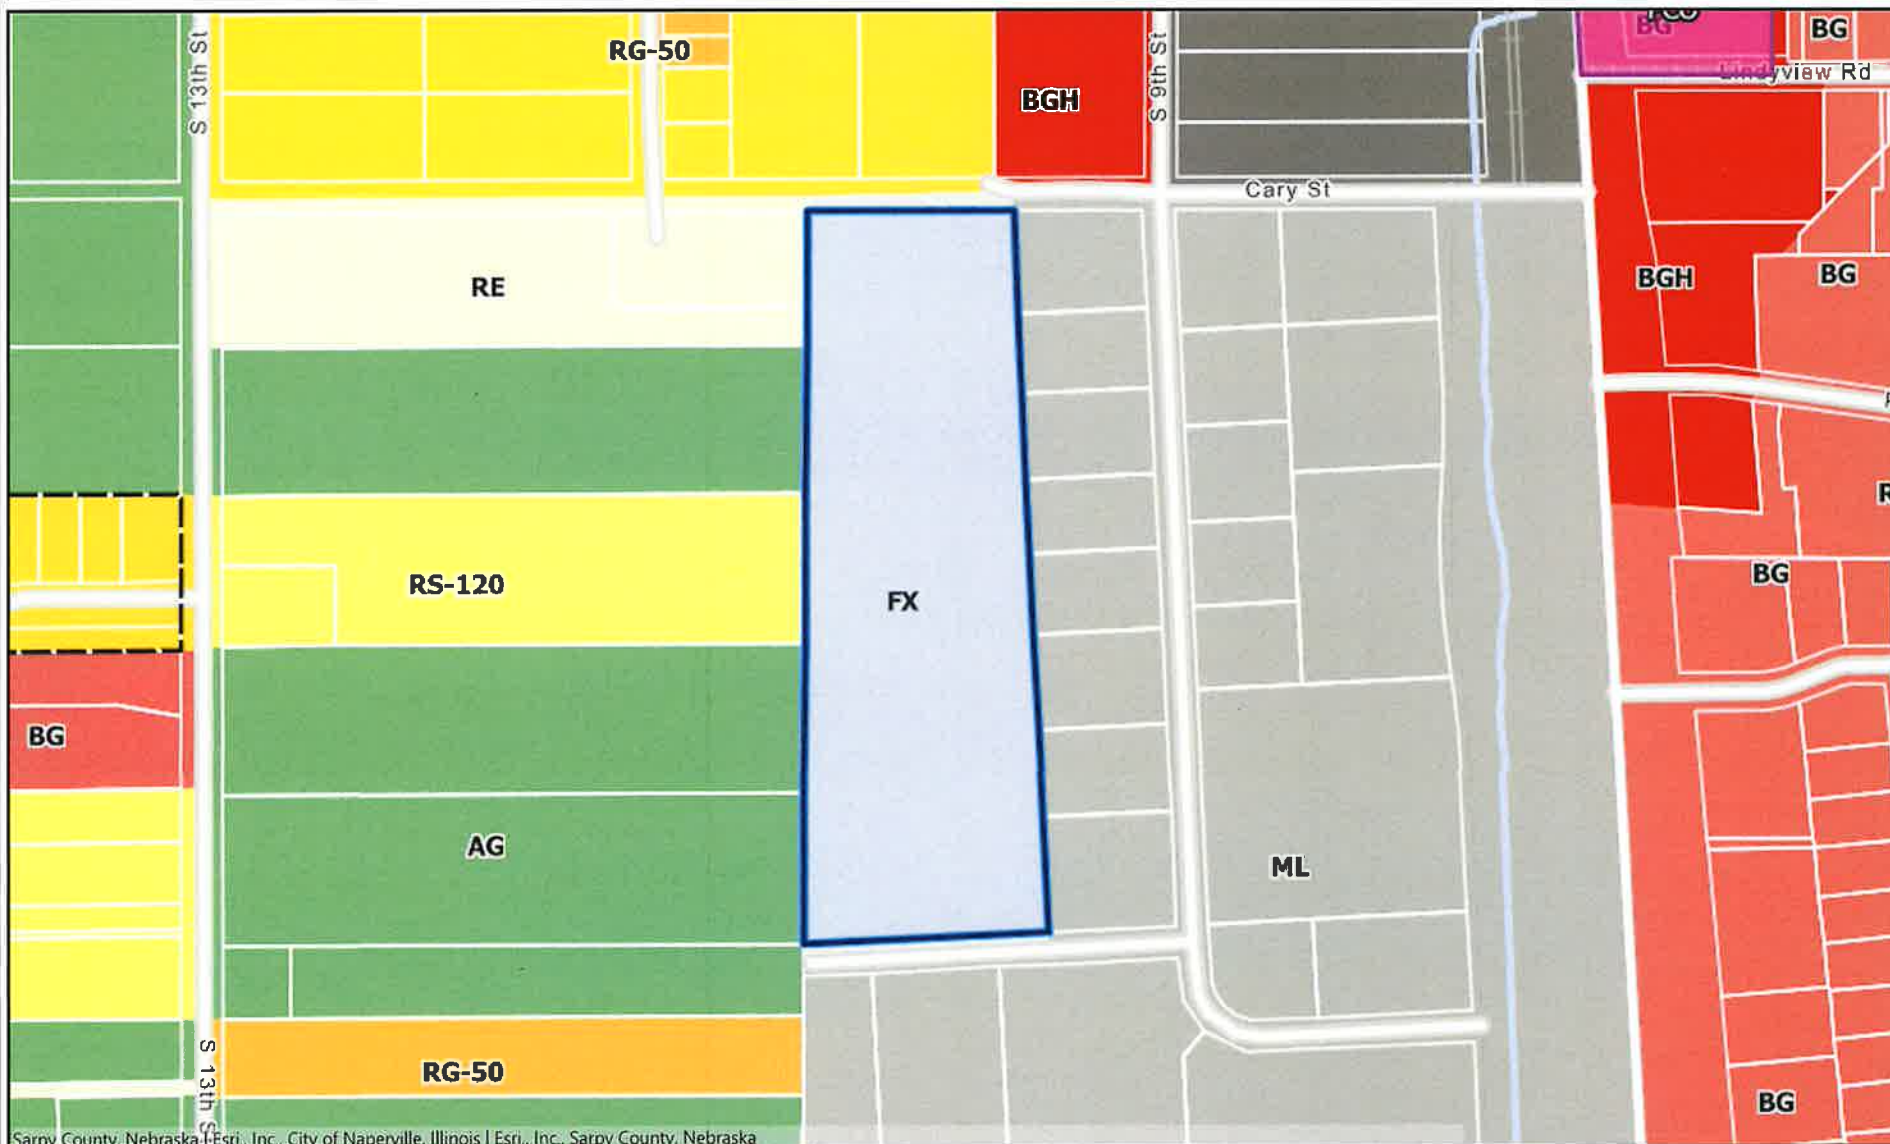 BG
BG
S 13th St
RG-50
S 9th St
Lindyview Rd
BGH
Cary St
RE
BGH
BG
RS-120
FX
BG
BG
AG
ML
S 13th S
RG-50
BG
Sarpy County, Nebraska | Esri., Inc., City of Naperville, Illinois | Esri., Inc., Sarpy County, Nebraska